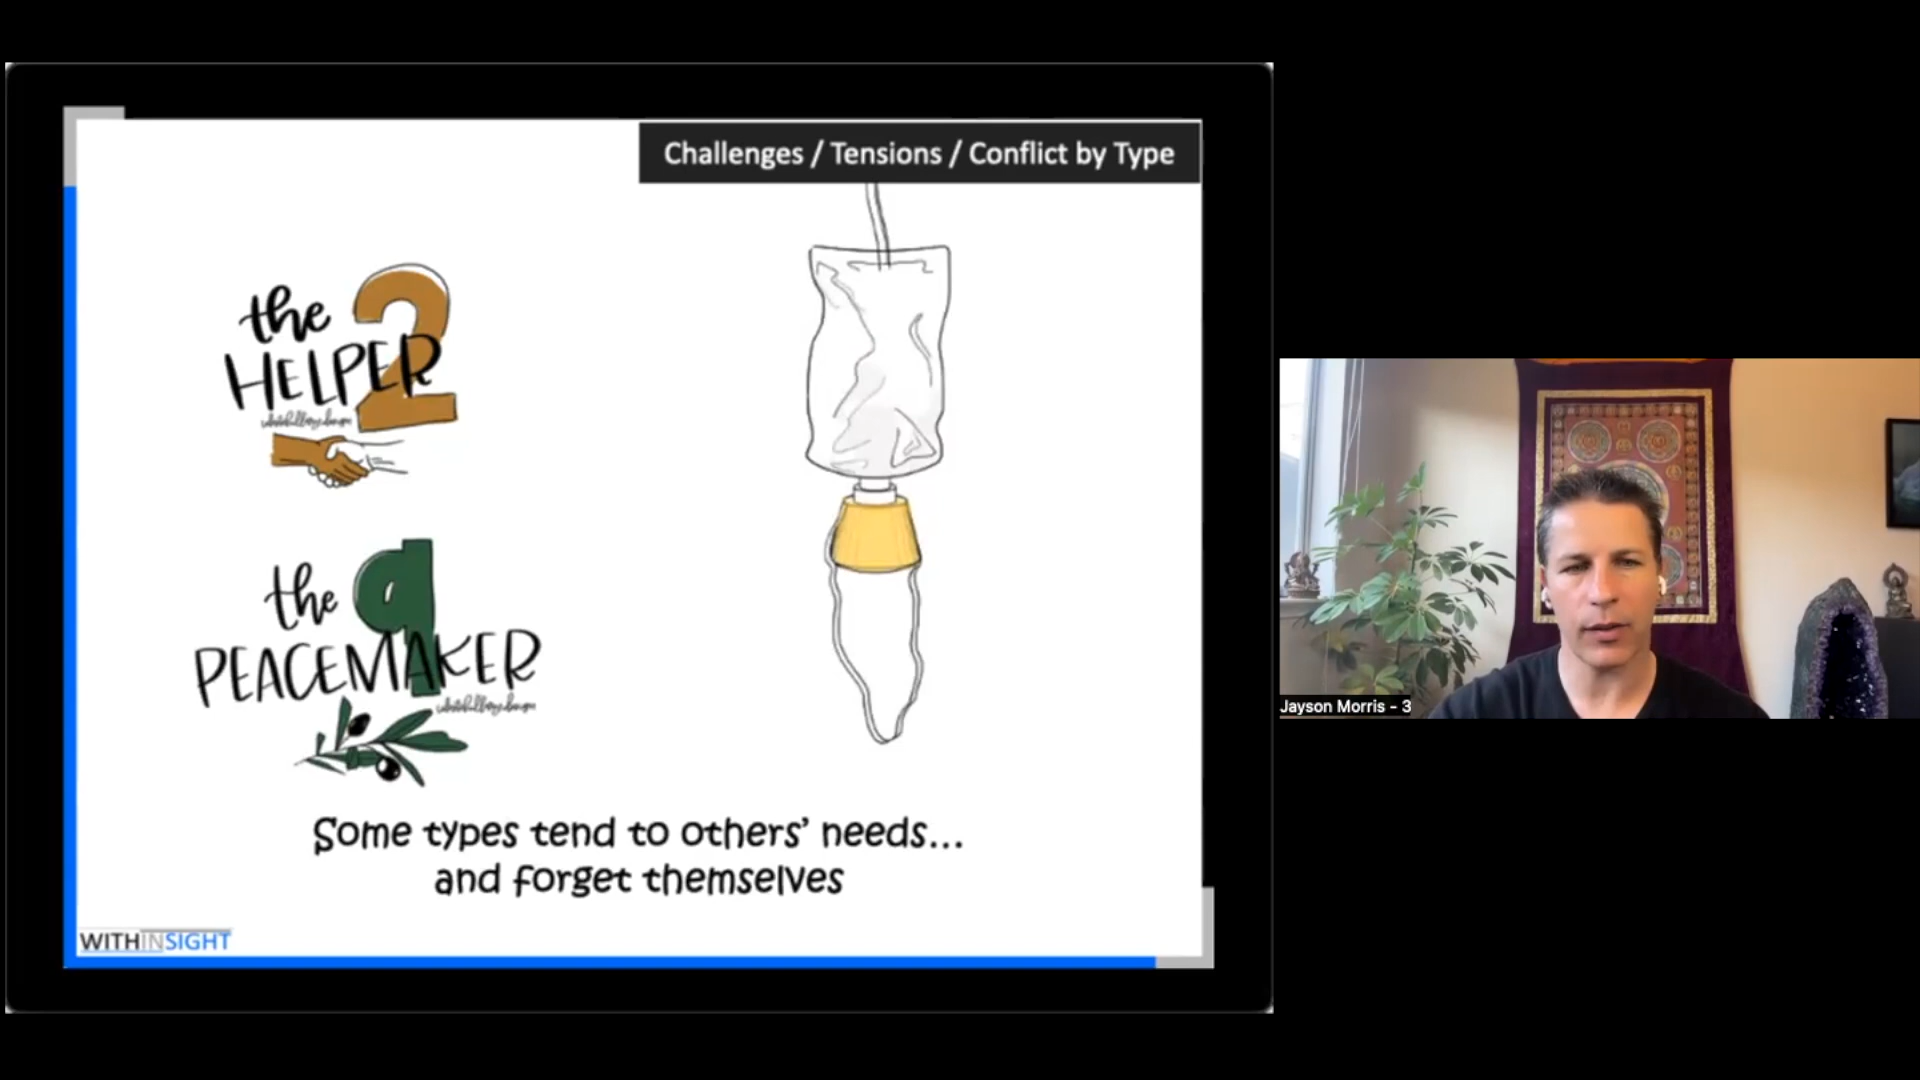 Challenges / Tensions / Conflict by Type
the 2
HELPER
the 9
PEACEMAKER
Some types tend to others’ needs...
and forget themselves
WITHINSIGHT
Jayson Morris - 3